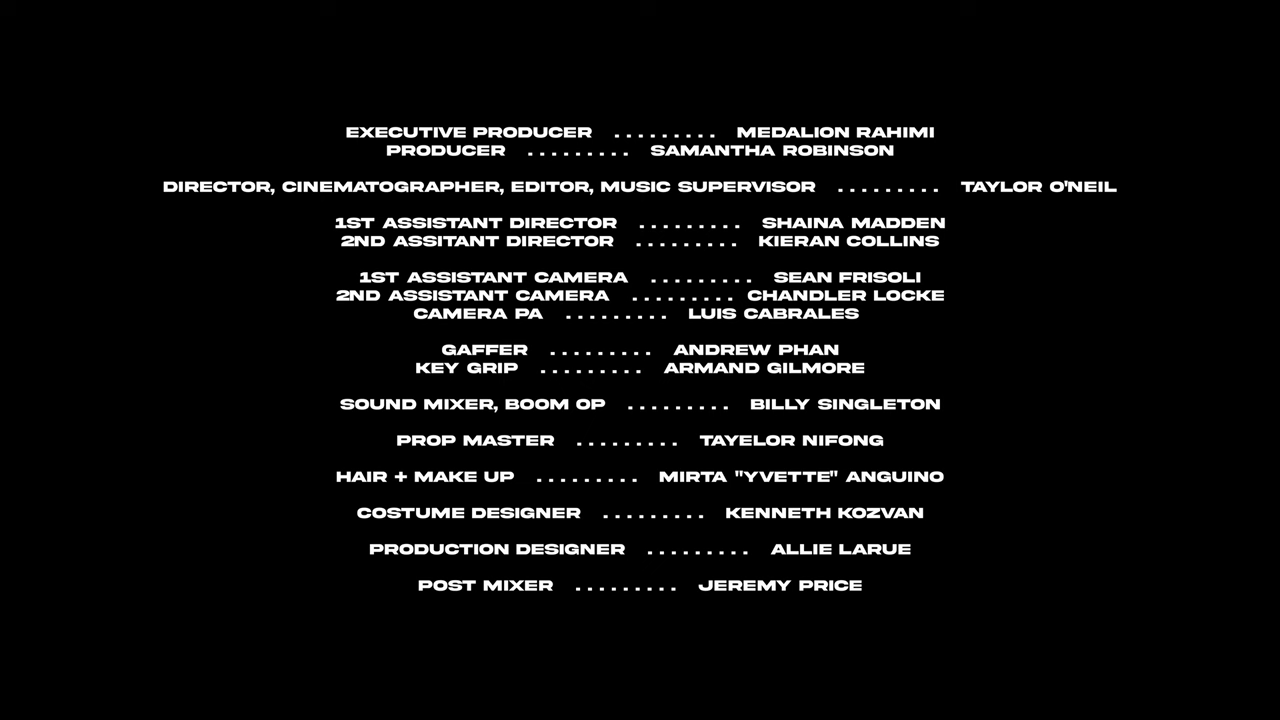 EXECUTIVE PRODUCER ......... MEDALION RAHIMI
PRODUCER ......... SAMANTHA ROBINSON
DIRECTOR, CINEMATOGRAPHER, EDITOR, MUSIC SUPERVISOR ......... TAYLOR O'NEIL
1ST ASSISTANT DIRECTOR ......... SHAINA MADDEN
2ND ASSITANT DIRECTOR ......... KIERAN COLLINS
1ST ASSISTANT CAMERA ......... SEAN FRISOLI
2ND ASSISTANT CAMERA ......... CHANDLER LOCKE
CAMERA PA ......... LUIS CABRALES
GAFFER ......... ANDREW PHAN
KEY GRIP ......... ARMAND GILMORE
SOUND MIXER, BOOM OP ......... BILLY SINGLETON
PROP MASTER ......... TAYELOR NIFONG
HAIR + MAKE UP ......... MIRTA "YVETTE" ANGUINO
COSTUME DESIGNER ......... KENNETH KOZVAN
PRODUCTION DESIGNER ......... ALLIE LARUE
POST MIXER ......... JEREMY PRICE